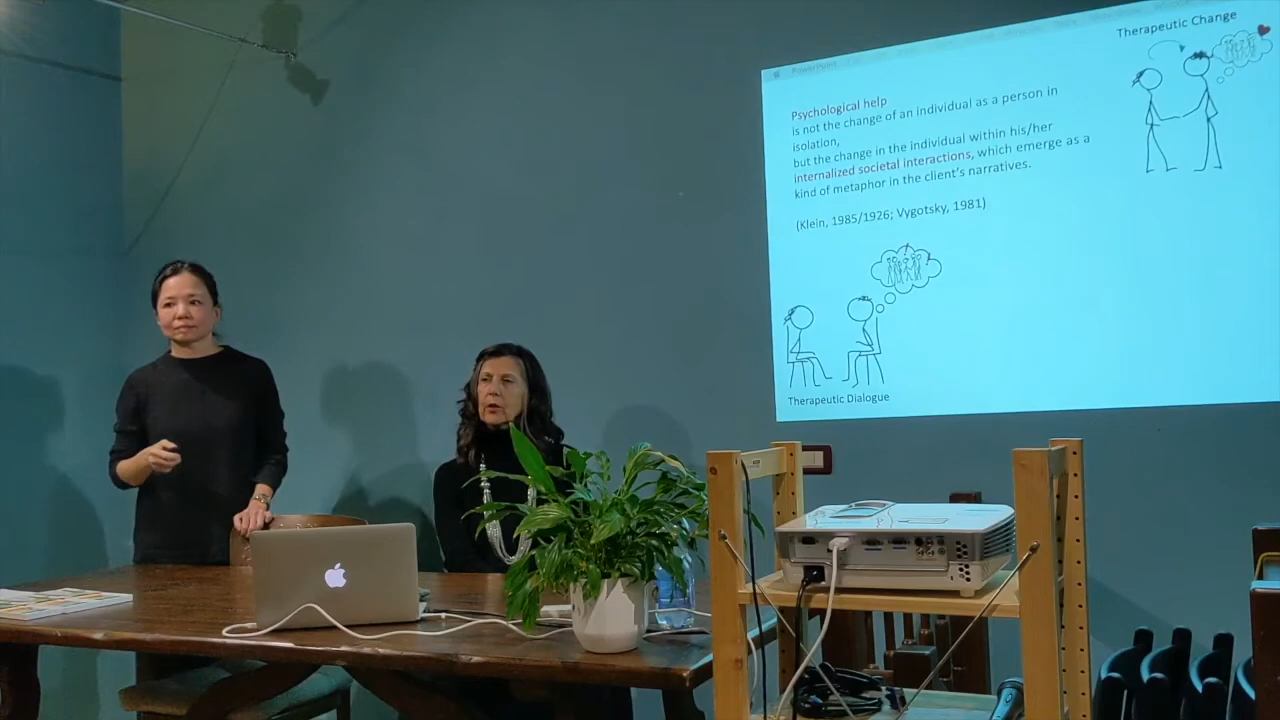 PowerPoint
Therapeutic Change
Psychological help
is not the change of an individual as a person in
isolation,
but the change in the individual within his/her
internalized societal interactions, which emerge as a
kind of metaphor in the client's narratives.
(Klein, 1985/1926; Vygotsky, 1981)
Therapeutic Dialogue